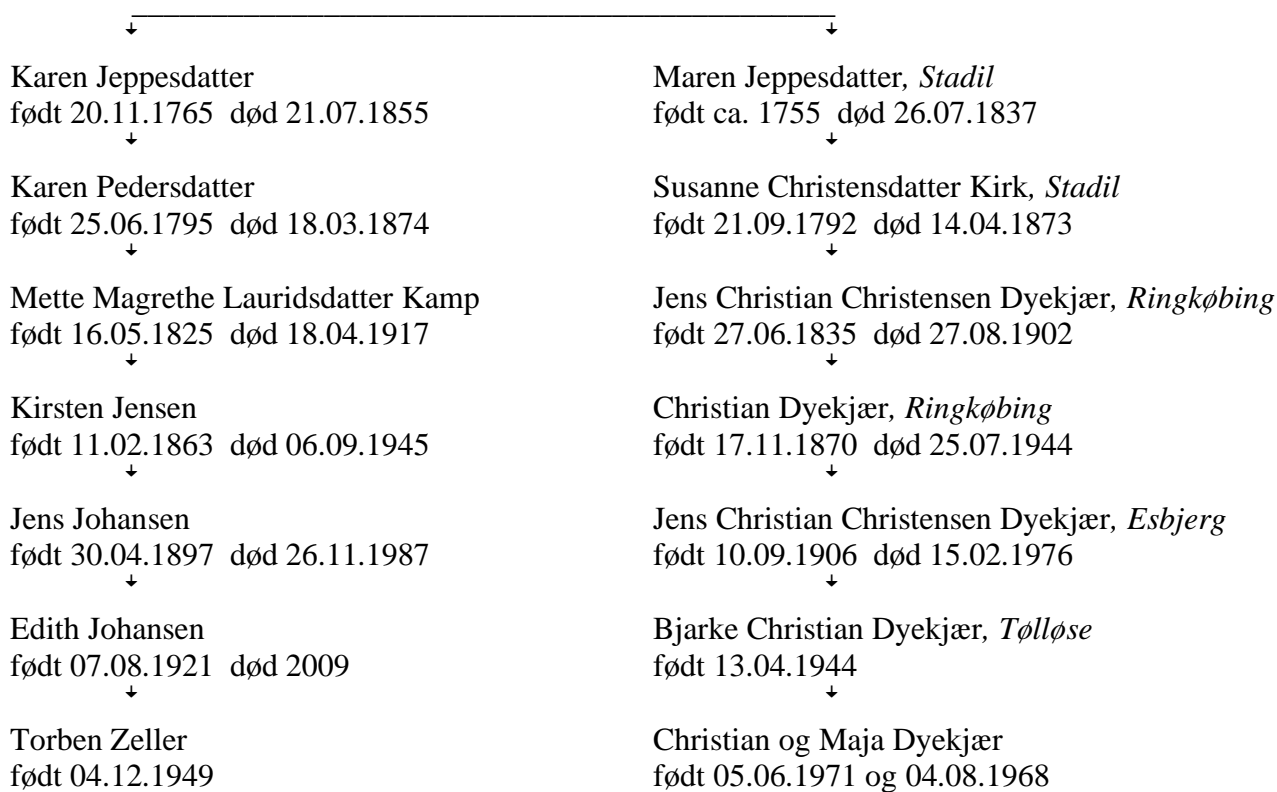 Karen Jeppesdatter
født 20.11.1765 død 21.07.1855
Karen Pedersdatter
født 25.06.1795 død 18.03.1874
Mette Magrethe Lauridsdatter Kamp
født 16.05.1825 død 18.04.1917
Kirsten Jensen
født 11.02.1863 død 06.09.1945
Jens Johansen
født 30.04.1897 død 26.11.1987
Edith Johansen
født 07.08.1921 død 2009
Torben Zeller
født 04.12.1949
Maren Jeppesdatter, Stadil
født ca. 1755 død 26.07.1837
Susanne Christensdatter Kirk, Stadil
født 21.09.1792 død 14.04.1873
Jens Christian Christensen Dyekjær, Ringkøbing
født 27.06.1835 død 27.08.1902
Christian Dyekjær, Ringkøbing
født 17.11.1870 død 25.07.1944
Jens Christian Christensen Dyekjær, Esbjerg
født 10.09.1906 død 15.02.1976
Bjarke Christian Dyekjær, Tølløse
født 13.04.1944
Christian og Maja Dyekjær
født 05.06.1971 og 04.08.1968